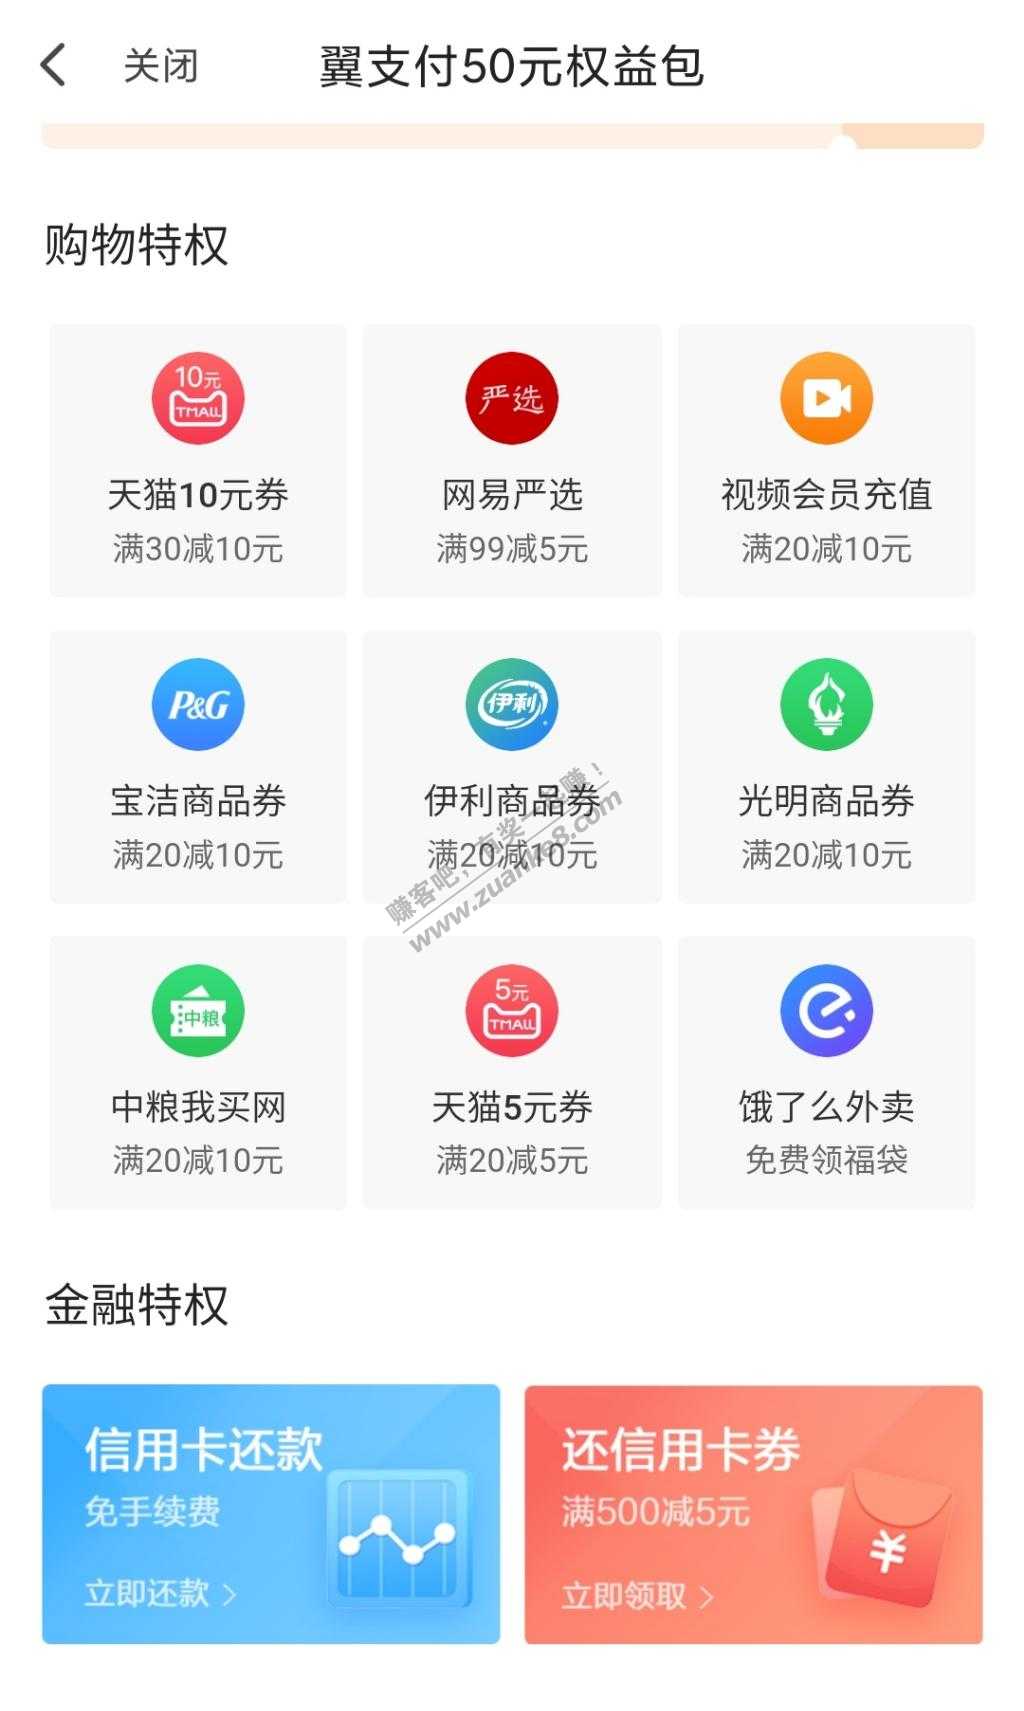 关闭
翼支付50元权益包
购物特权
10元
TMALL
严选
天猫10元券
网易严选
视频会员充值
满30减10元
满99减5元
满20减10元
P&G
伊利
宝洁商品券
伊利商品券
光明商品券
满20减10元
满20减10元
满20减10元
赚客吧，有奖一起赚！
www.zuanke8.com
中粮
5元
TMALL
中粮我买网
天猫5元券
饿了么外卖
满20减10元
满20减5元
免费领福袋
金融特权
信用卡还款
免手续费
立即还款
还信用卡券
满500减5元
立即领取
¥